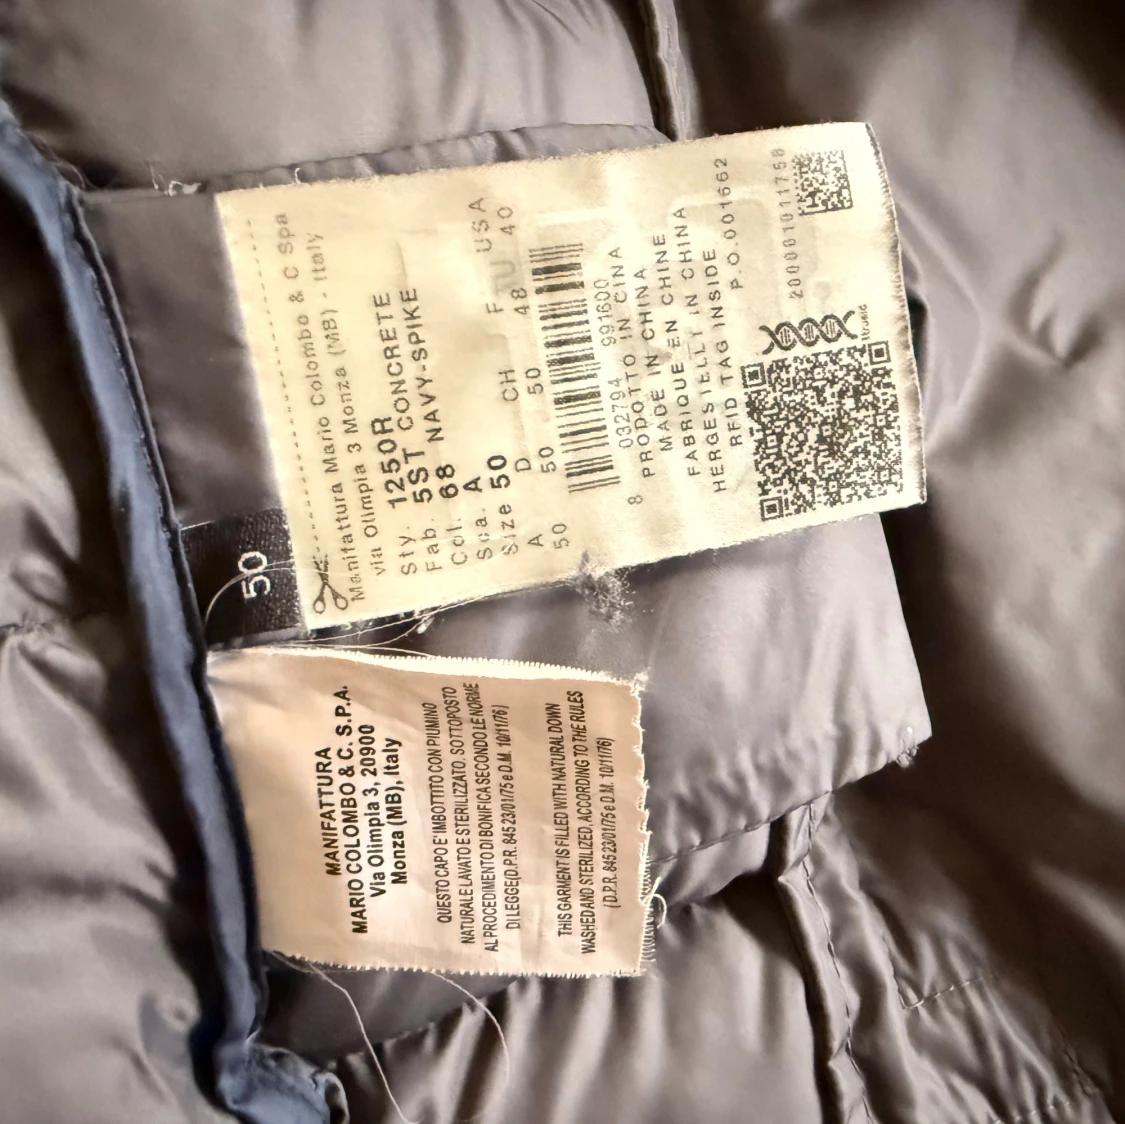 50
Manifattura Mario Colombo & C Spa
via Olimpia 3 Monza (MB) - Italy
Sty. 1250R
Fab. 5ST CONCRETE
Col. 68 NAVY-SPIKE
Sca. A
Size 50
A D CH F USA
50 50 50 48 40
8 032794 991600
PRODOTTO IN CINA
MADE IN CHINA
FABRIQUE EN CHINE
HERGESTELLT IN CHINA
RFID TAG INSIDE
P.O.001662
200001011758
MANIFATTURA
MARIO COLOMBO & C. S.P.A.
Via Olimpia 3, 20900
Monza (MB), Italy
QUESTO CAPO E' IMBOTTITO CON PIUMINO
NATURALE LAVATO E STERILIZZATO. SOTTOPOSTO
AL PROCEDIMENTO DI BONIFICA SECONDO LE NORME
DI LEGGE(D.P.R. 845 23/01/75 e D.M. 10/11/76)
THIS GARMENT IS FILLED WITH NATURAL DOWN
WASHED AND STERILIZED, ACCORDING TO THE RULES
(D.P.R. 845 23/01/75 e D.M. 10/11/76)